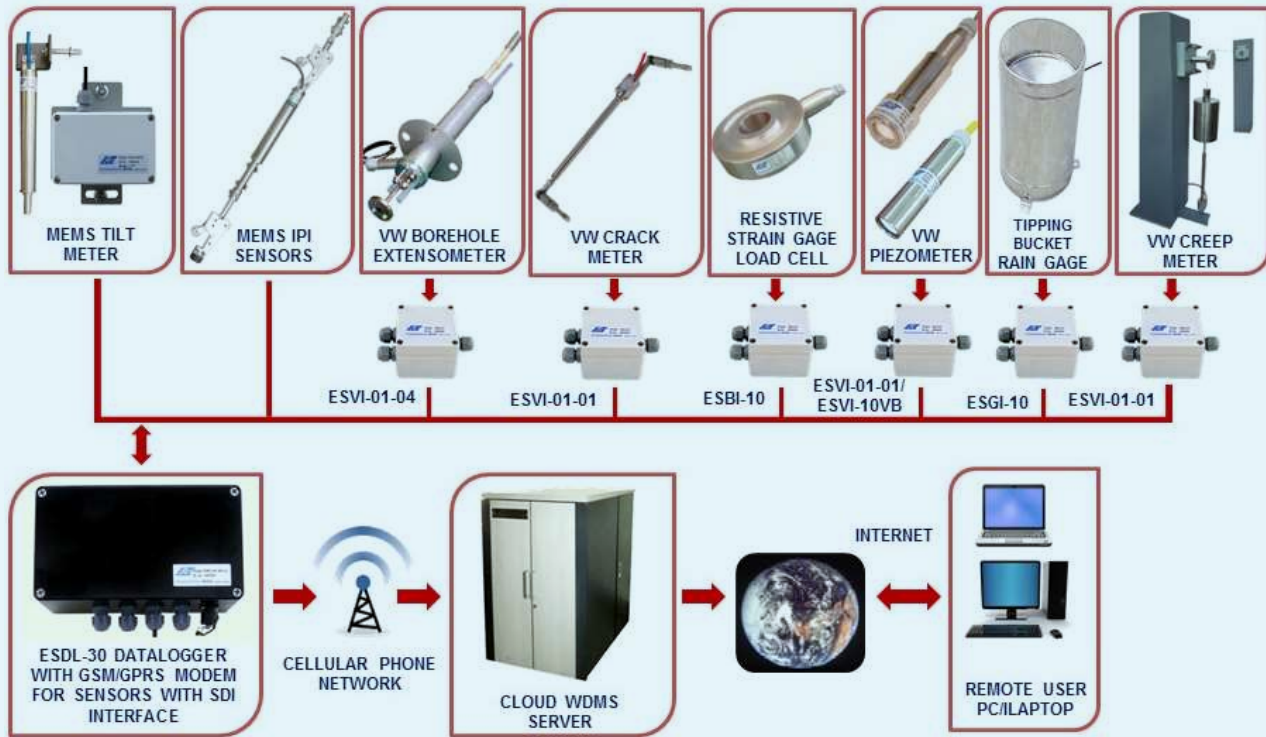 MEMS TILT
METER
MEMS IPI
SENSORS
VW BOREHOLE
EXTENSOMETER
VW CRACK
METER
RESISTIVE
STRAIN GAGE
LOAD CELL
VW
PIEZOMETER
TIPPING
BUCKET
RAIN GAGE
VW CREEP
METER
ESVI-01-04
ESVI-01-01
ESBI-10
ESVI-01-01/
ESVI-10VB
ESGI-10
ESVI-01-01
ESDL-30 DATALOGGER
WITH GSM/GPRS MODEM
FOR SENSORS WITH SDI
INTERFACE
CELLULAR PHONE
NETWORK
CLOUD WDMS
SERVER
INTERNET
REMOTE USER
PC/ILAPTOP